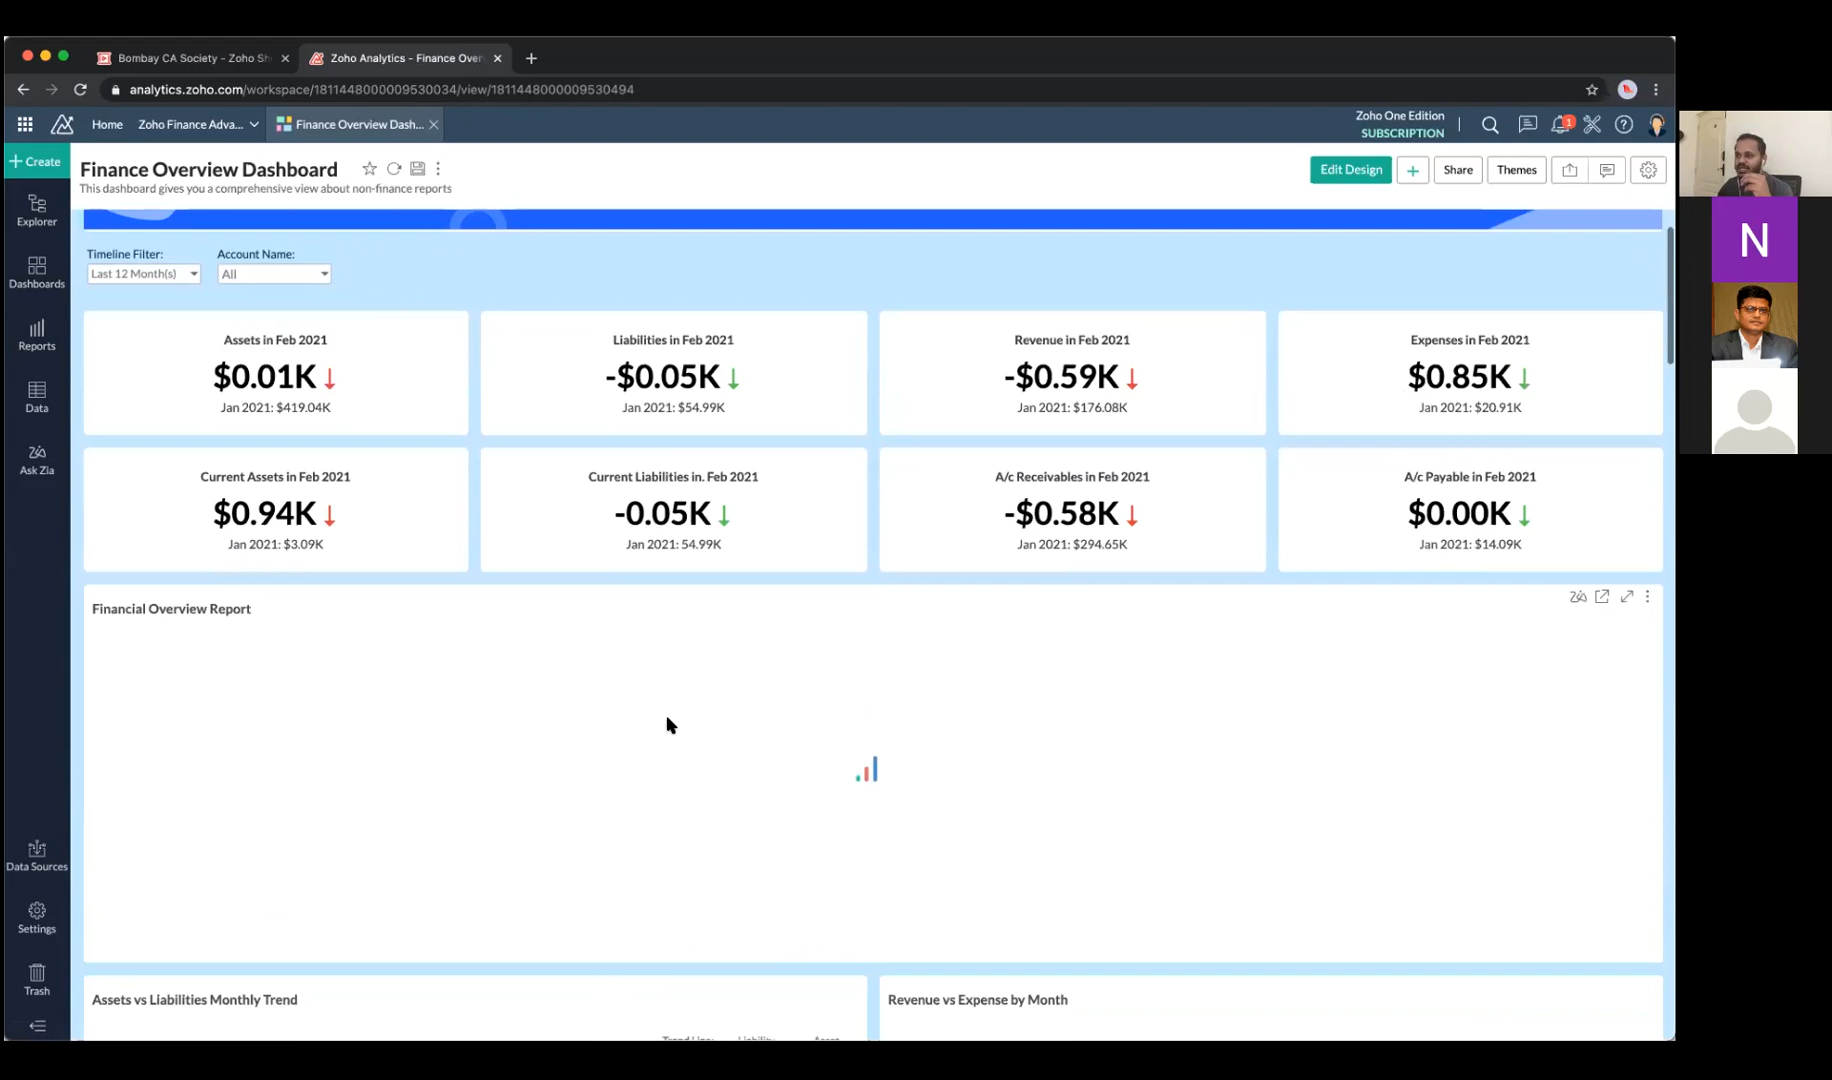 Bombay CA Society - Zoho Sh
Zoho Analytics - Finance Over
analytics.zoho.com/workspace/1811448000009530034/view/1811448000009530494
Home
Zoho Finance Adva...
Finance Overview Dash...
Zoho One Edition
SUBSCRIPTION
1
+ Create
Finance Overview Dashboard
This dashboard gives you a comprehensive view about non-finance reports
Edit Design
+
Share
Themes
Explorer
Dashboards
Reports
Data
Ask Zia
Data Sources
Settings
Trash
Timeline Filter:
Last 12 Month(s)
Account Name:
All
Assets in Feb 2021
$0.01K ↓
Jan 2021: $419.04K
Liabilities in Feb 2021
-$0.05K ↓
Jan 2021: $54.99K
Revenue in Feb 2021
-$0.59K ↓
Jan 2021: $176.08K
Expenses in Feb 2021
$0.85K ↓
Jan 2021: $20.91K
Current Assets in Feb 2021
$0.94K ↓
Jan 2021: $3.09K
Current Liabilities in. Feb 2021
-0.05K ↓
Jan 2021: 54.99K
A/c Receivables in Feb 2021
-$0.58K ↓
Jan 2021: $294.65K
A/c Payable in Feb 2021
$0.00K ↓
Jan 2021: $14.09K
Financial Overview Report
Assets vs Liabilities Monthly Trend
Revenue vs Expense by Month
N